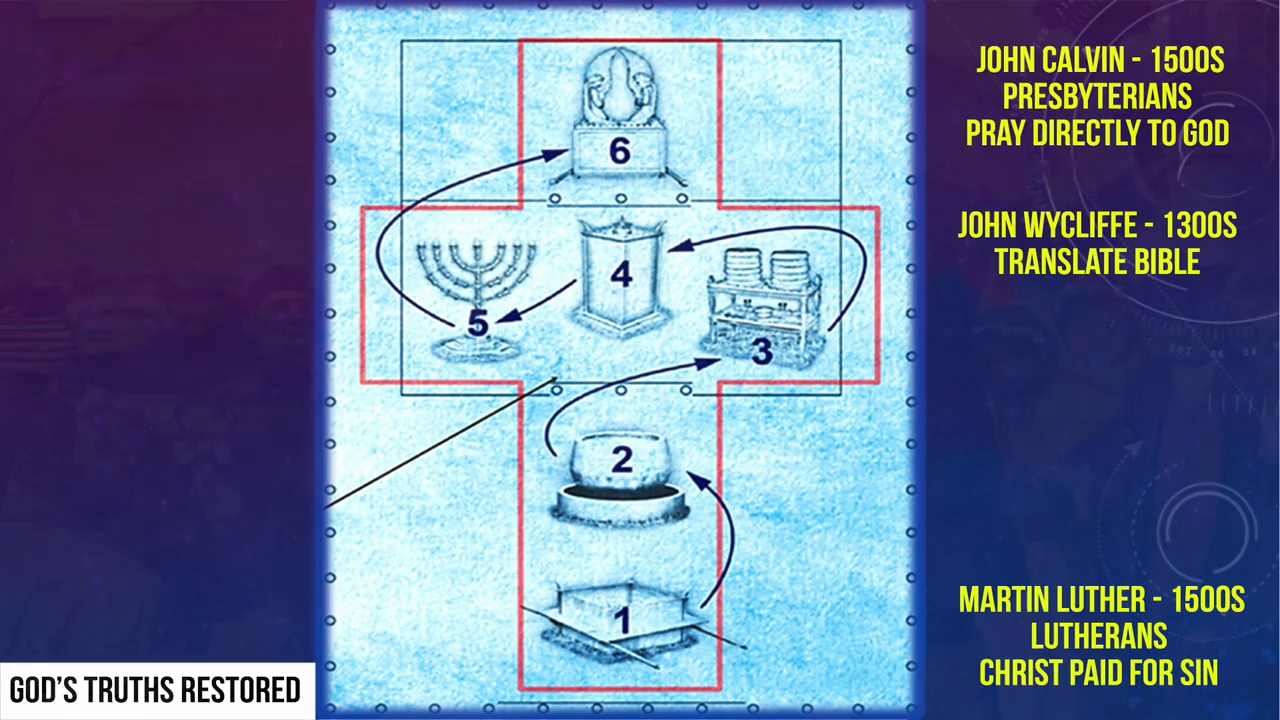 JOHN CALVIN - 1500S
PRESBYTERIANS
PRAY DIRECTLY TO GOD
JOHN WYCLIFFE - 1300S
TRANSLATE BIBLE
MARTIN LUTHER - 1500S
LUTHERANS
CHRIST PAID FOR SIN
6
4
5
3
2
1
GOD'S TRUTHS RESTORED